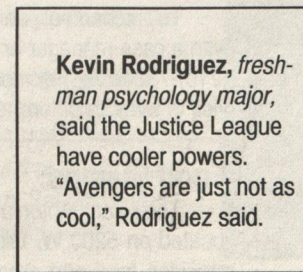 Kevin Rodriguez, fresh-
man psychology major,
said the Justice League
have cooler powers.
“Avengers are just not as
cool,” Rodriguez said.